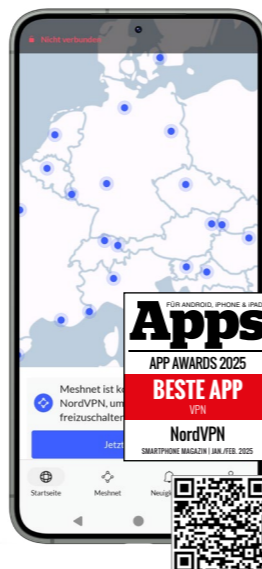 Nicht verbunden
Meshnet ist
NordVPN, um
freizuschalten
Jetzt
Startseite
Meshnet
FÜR ANDROID, IPHONE & IPAD
Apps
APP AWARDS 2025
BESTE APP
VPN
NordVPN
SMARTPHONE MAGAZIN | JAN./FEB. 2025